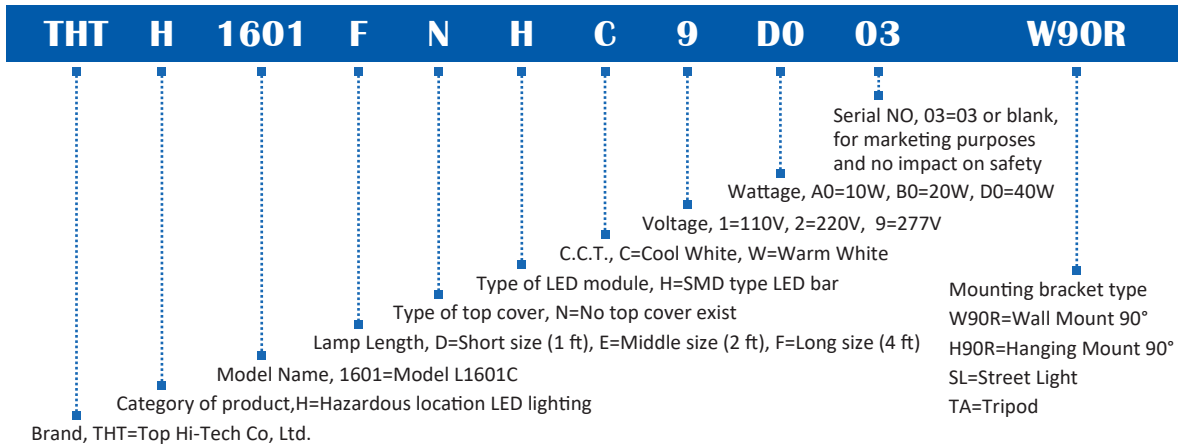 THT H 1601 F N H C 9 D0 03 W90R
Serial NO, 03=03 or blank,
for marketing purposes
and no impact on safety
Wattage, A0=10W, B0=20W, D0=40W
Voltage, 1=110V, 2=220V, 9=277V
C.C.T., C=Cool White, W=Warm White
Type of LED module, H=SMD type LED bar
Type of top cover, N=No top cover exist
Lamp Length, D=Short size (1 ft), E=Middle size (2 ft), F=Long size (4 ft)
Model Name, 1601=Model L1601C
Category of product,H=Hazardous location LED lighting
Brand, THT=Top Hi-Tech Co, Ltd.
Mounting bracket type
W90R=Wall Mount 90°
H90R=Hanging Mount 90°
SL=Street Light
TA=Tripod